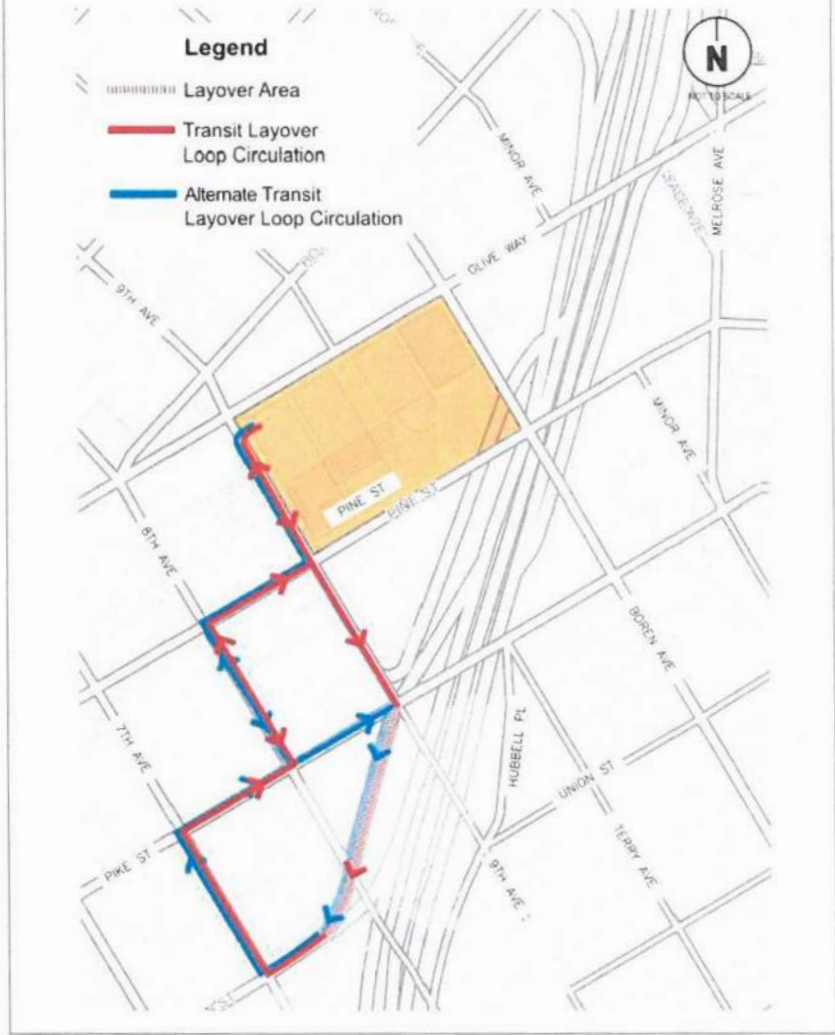 Legend
Layover Area
Transit Layover
Loop Circulation
Alternate Transit
Layover Loop Circulation
N
NOT TO SCALE
MINOR AVE
MELROSE AVE
OLIVE WAY
9TH AVE
MINOR AVE
PINE ST
PINE ST
8TH AVE
BOREN AVE
7TH AVE
HUBBELL PL
UNION ST
PIKE ST
TERRY AVE
9TH AVE